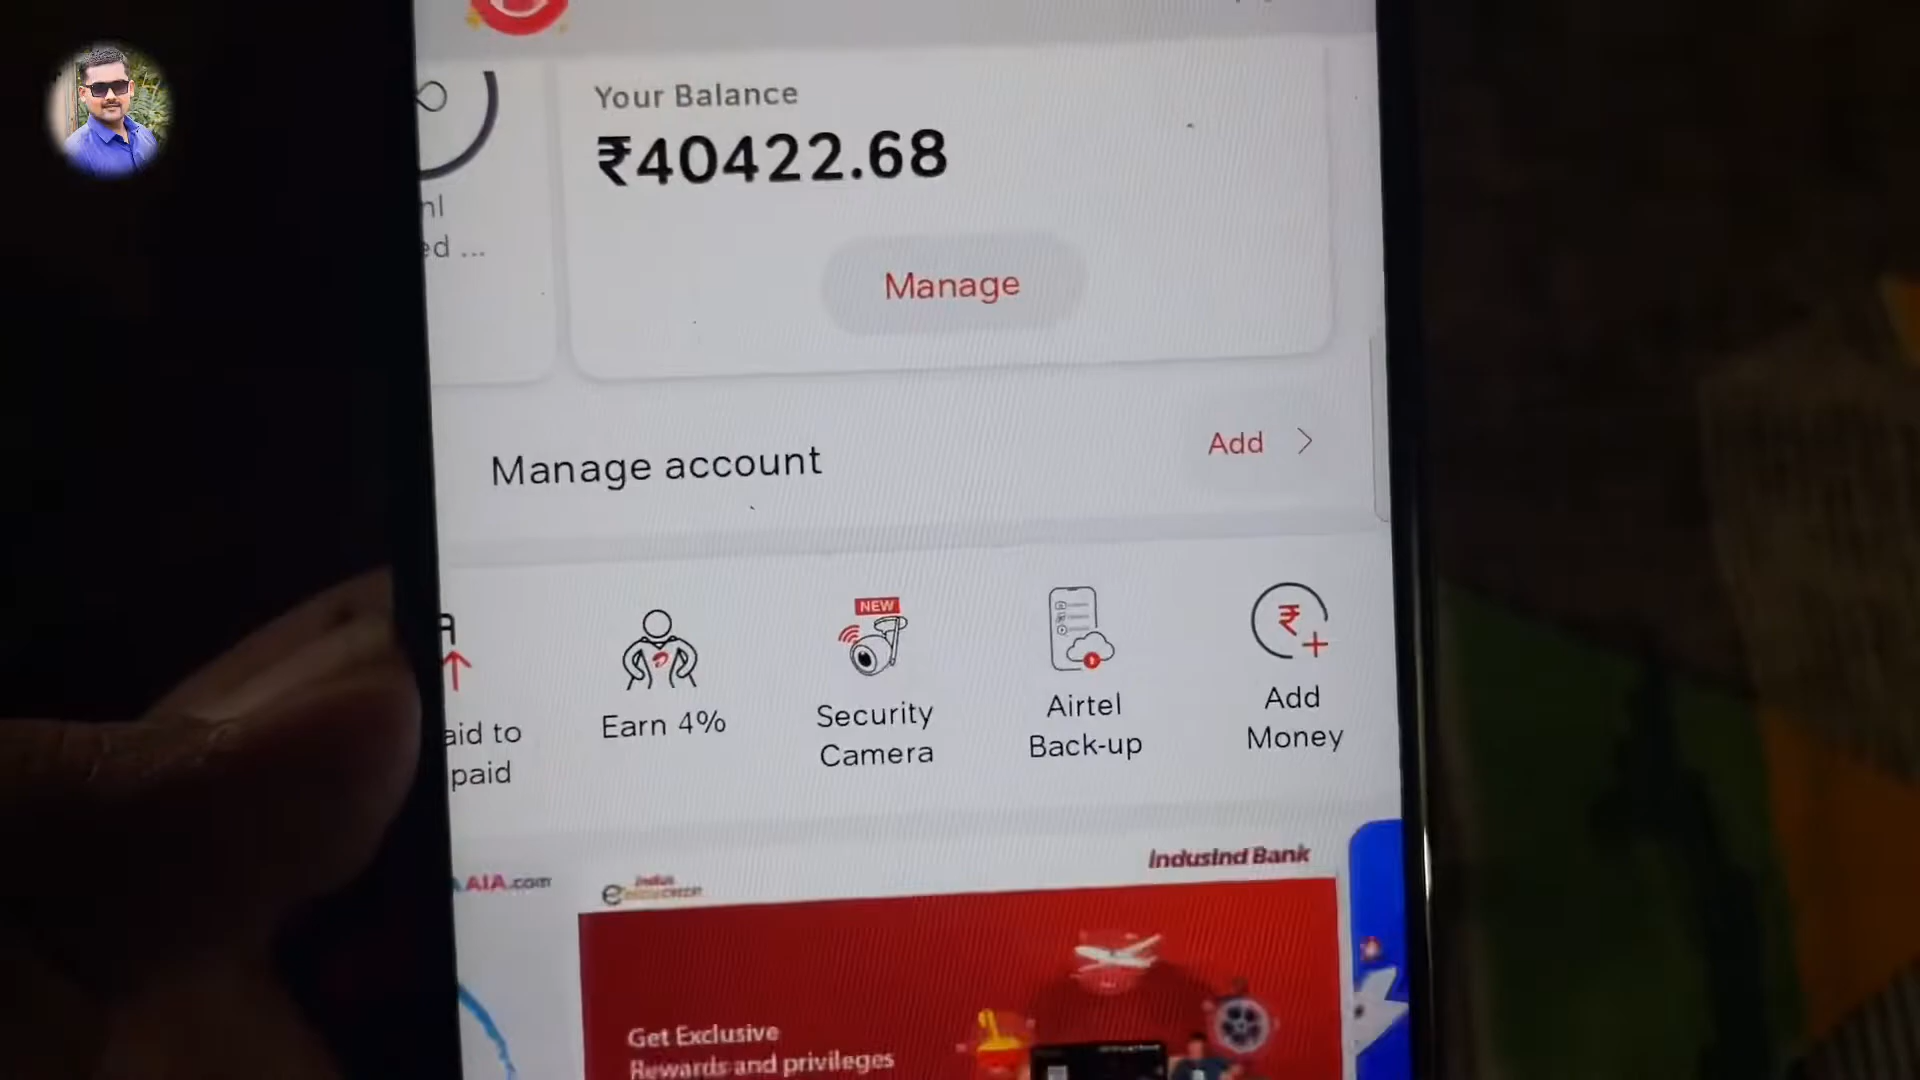 Your Balance
₹40422.68
ed ...
Manage
Manage account
Add
aid to
paid
Earn 4%
NEW
Security
Camera
Airtel
Back-up
Add
Money
AIA.com
IndusInd Bank
Get Exclusive
Rewards and privileges